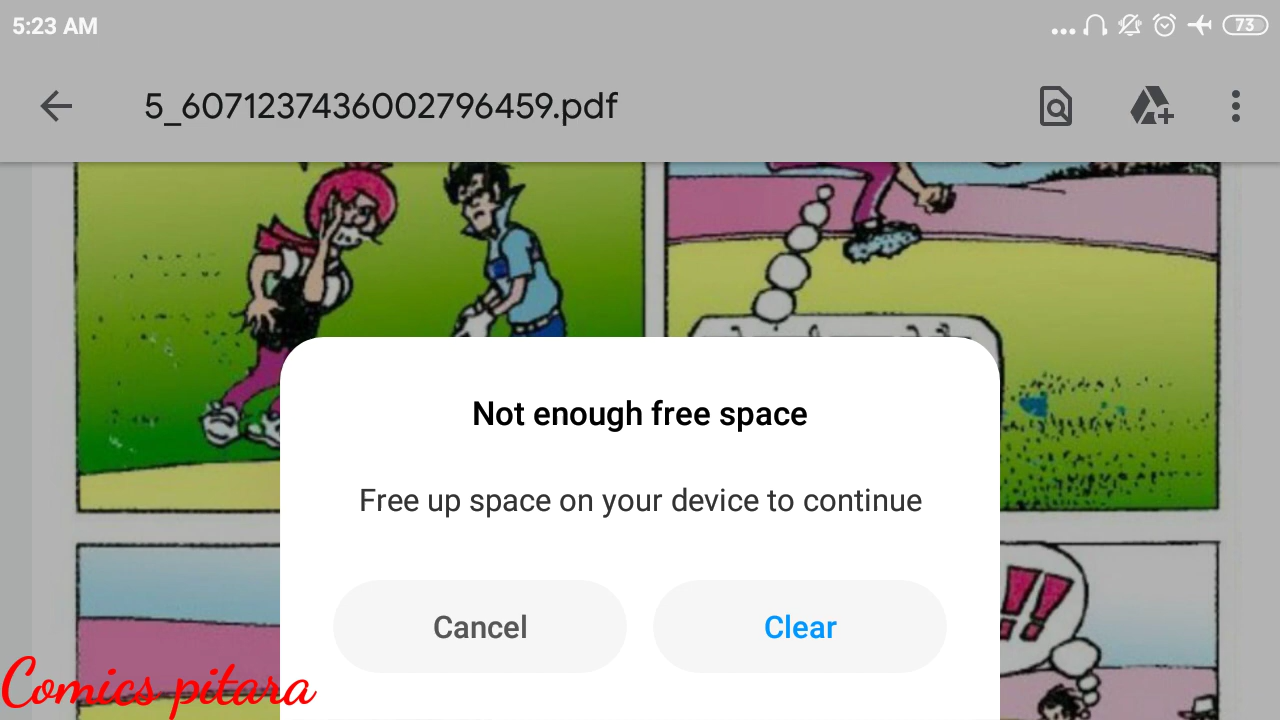 5:23 AM
73
5_6071237436002796459.pdf
Not enough free space
Free up space on your device to continue
Cancel
Clear
!!
Comics pitara